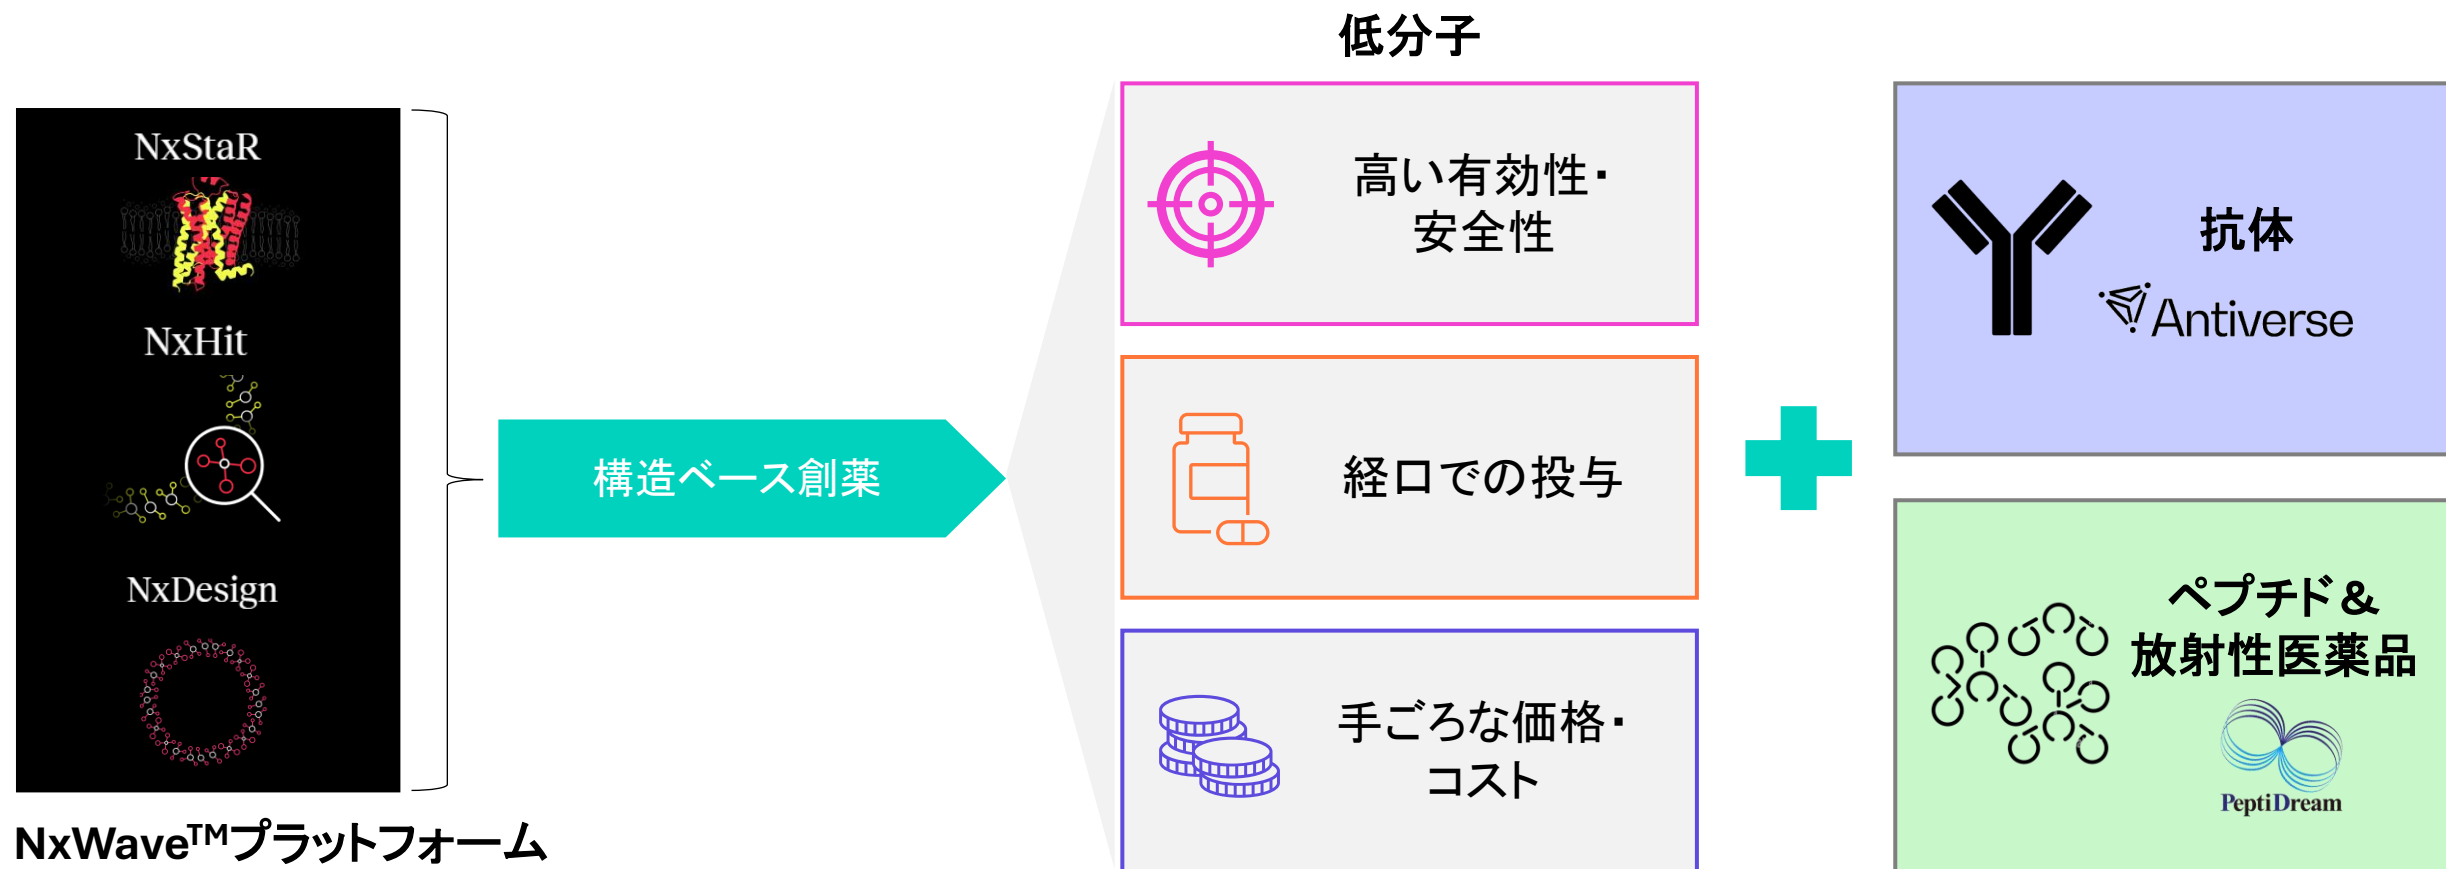 NxStaR
NxHit
NxDesign
NxWave™プラットフォーム
構造ベース創薬
低分子
高い有効性・
安全性
経口での投与
手ごろな価格・
コスト
抗体
Antiverse
ペプチド&
放射性医薬品
PeptiDream